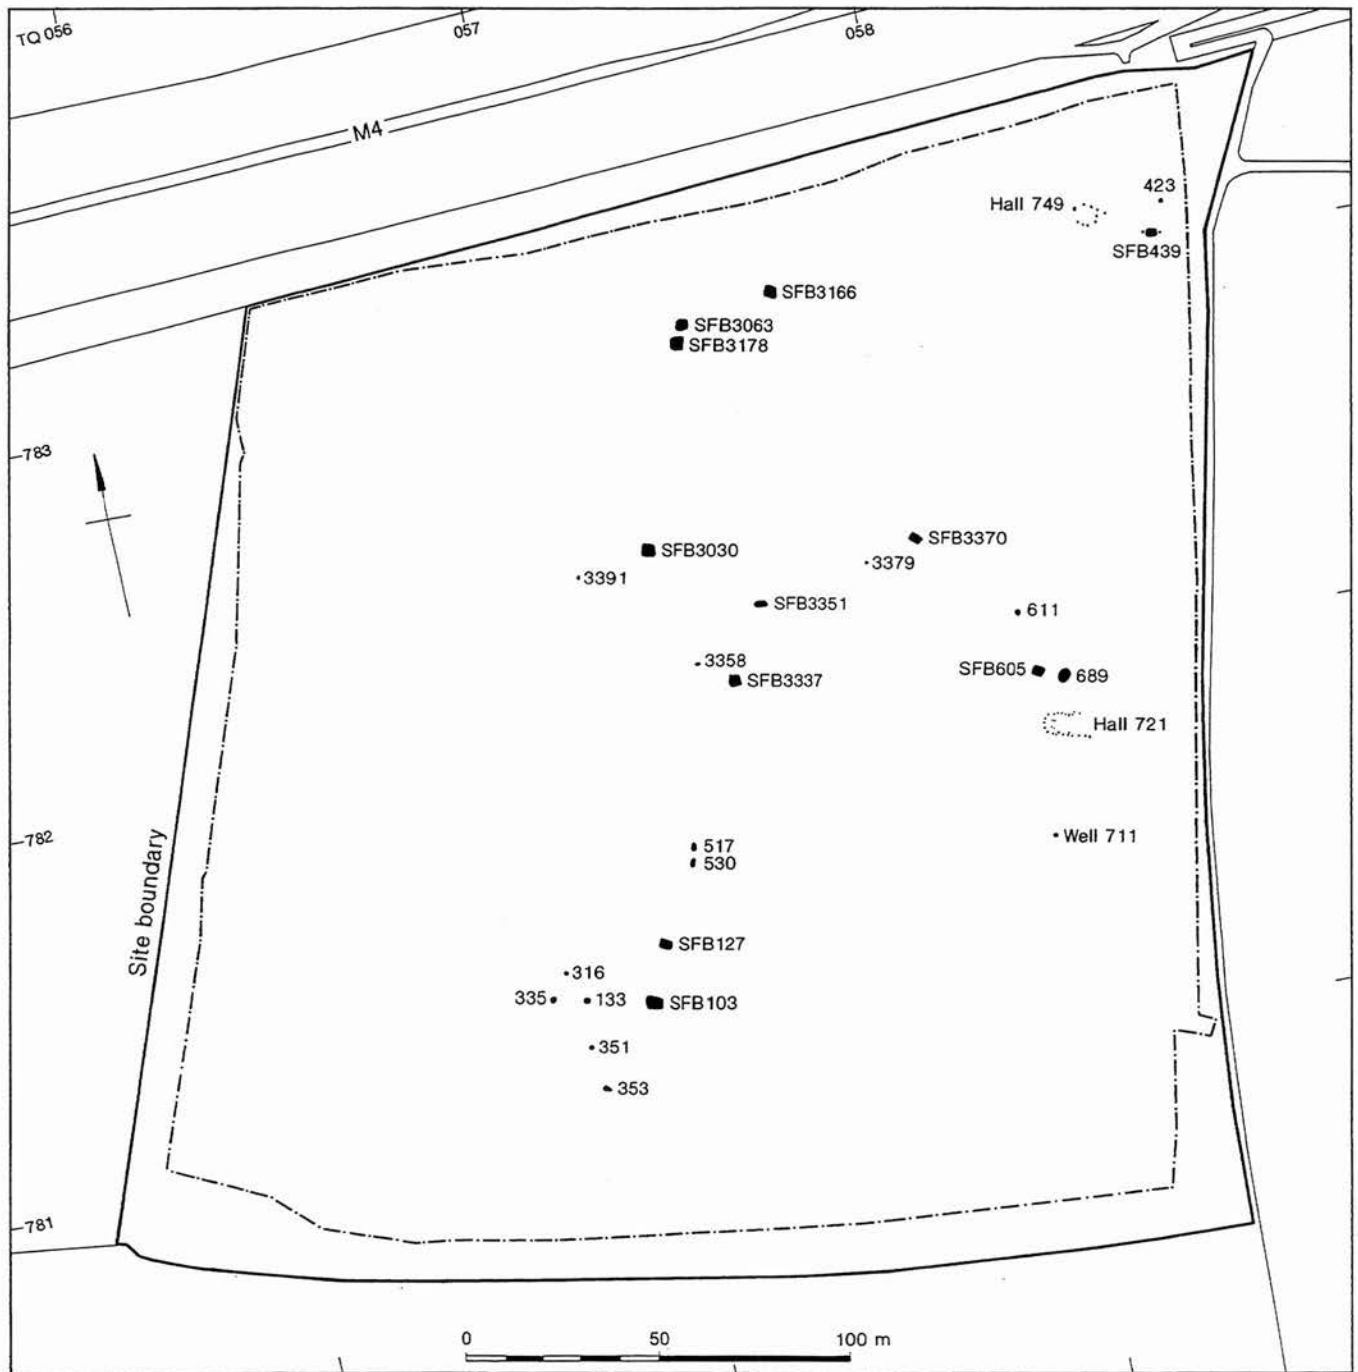 TQ 056
057
058
M4
423
Hall 749
SFB439
SFB3166
SFB3063
SFB3178
783
SFB3030
SFB3370
3379
3391
SFB3351
611
3358
SFB605
689
SFB3337
Hall 721
782
517
Well 711
530
Site boundary
SFB127
316
335
133
SFB103
351
353
781
0 50 100 m